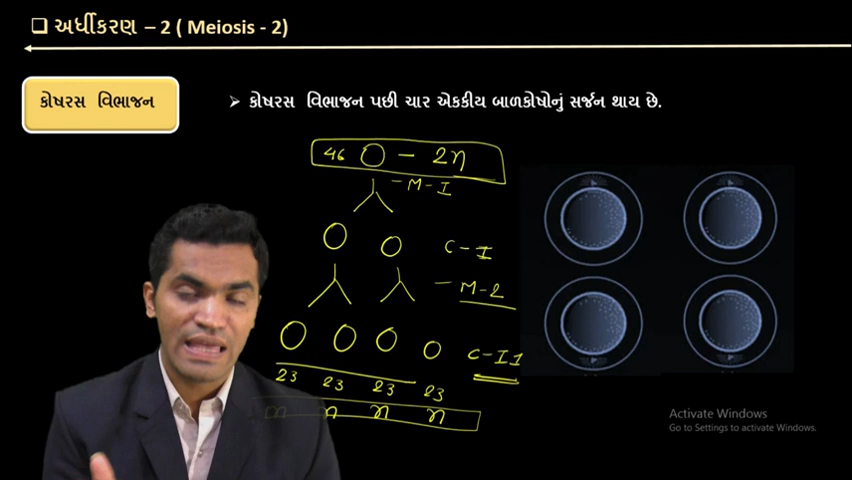 ❑ અર્ધીકરણ – 2 ( Meiosis - 2)
કોષરસ વિભાજન
➢ કોષરસ વિભાજન પછી ચાર એકકીય બાળકોષોનું સર્જન થાય છે.
46 O – 2n
– M - I
C - I
– M-2
C - II
23 23 23 23
n n n n
Activate Windows
Go to Settings to activate Windows.